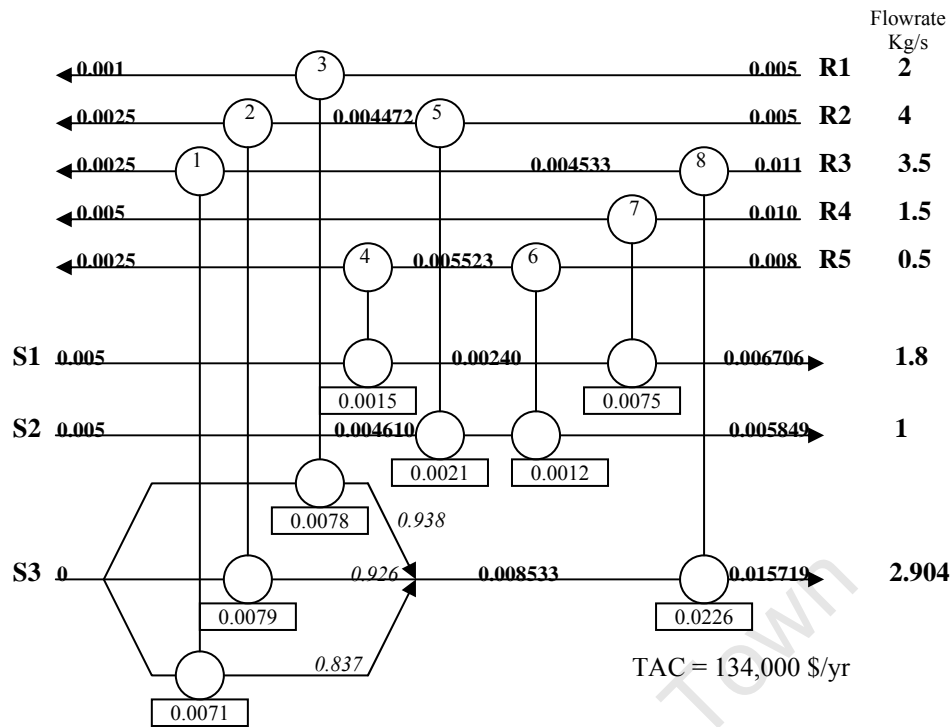 Flowrate
Kg/s
0.001 3 0.005 R1 2
0.0025 2 0.004472 5 0.005 R2 4
0.0025 1 0.004533 8 0.011 R3 3.5
0.005 7 0.010 R4 1.5
0.0025 4 0.005523 6 0.008 R5 0.5
S1 0.005 0.00240 0.006706 1.8
0.0015 0.0075
S2 0.005 0.004610 0.005849 1
0.0021 0.0012
0.0078 0.938
S3 0 0.926 0.008533 0.015719 2.904
0.0079 0.0226
0.837
TAC = 134,000 $/yr
0.0071
Town